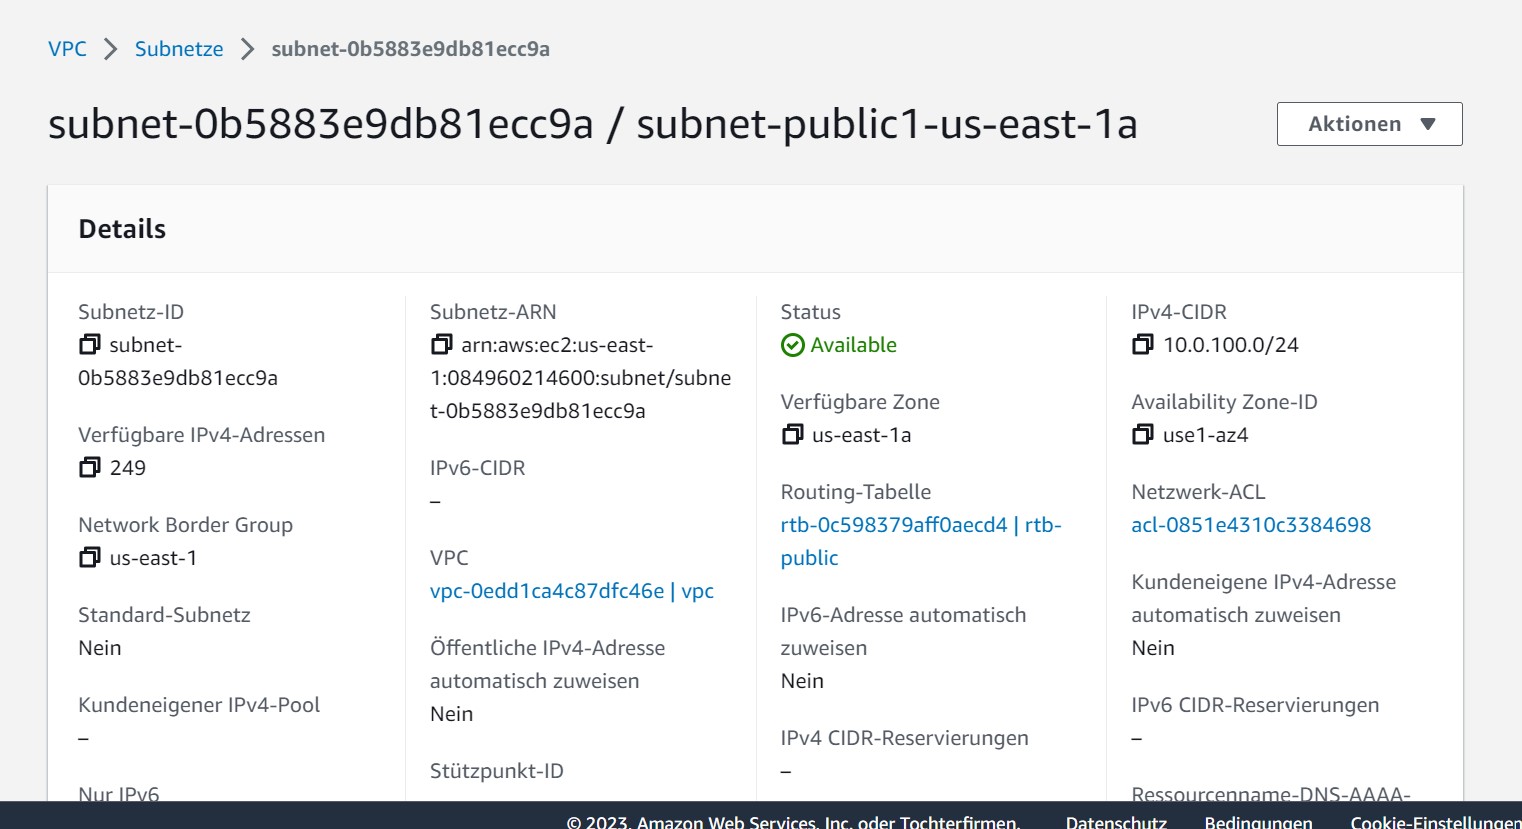 VPC > Subnetze > subnet-0b5883e9db81ecc9a
subnet-0b5883e9db81ecc9a / subnet-public1-us-east-1a
Aktionen
Details
Subnetz-ID
subnet-
0b5883e9db81ecc9a
Verfügbare IPv4-Adressen
249
Network Border Group
us-east-1
Standard-Subnetz
Nein
Kundeneigener IPv4-Pool
–
Nur IPv6
Subnetz-ARN
arn:aws:ec2:us-east-
1:084960214600:subnet/subne
t-0b5883e9db81ecc9a
IPv6-CIDR
–
VPC
vpc-0edd1ca4c87dfc46e | vpc
Öffentliche IPv4-Adresse
automatisch zuweisen
Nein
Stützpunkt-ID
Status
Available
Verfügbare Zone
us-east-1a
Routing-Tabelle
rtb-0c598379aff0aecd4 | rtb-
public
IPv6-Adresse automatisch
zuweisen
Nein
IPv4 CIDR-Reservierungen
–
IPv4-CIDR
10.0.100.0/24
Availability Zone-ID
use1-az4
Netzwerk-ACL
acl-0851e4310c3384698
Kundeneigene IPv4-Adresse
automatisch zuweisen
Nein
IPv6 CIDR-Reservierungen
–
Ressourcenname-DNS-AAAA-
© 2023, Amazon Web Services, Inc. oder Tochterfirmen. Datenschutz Bedingungen Cookie-Einstellungen